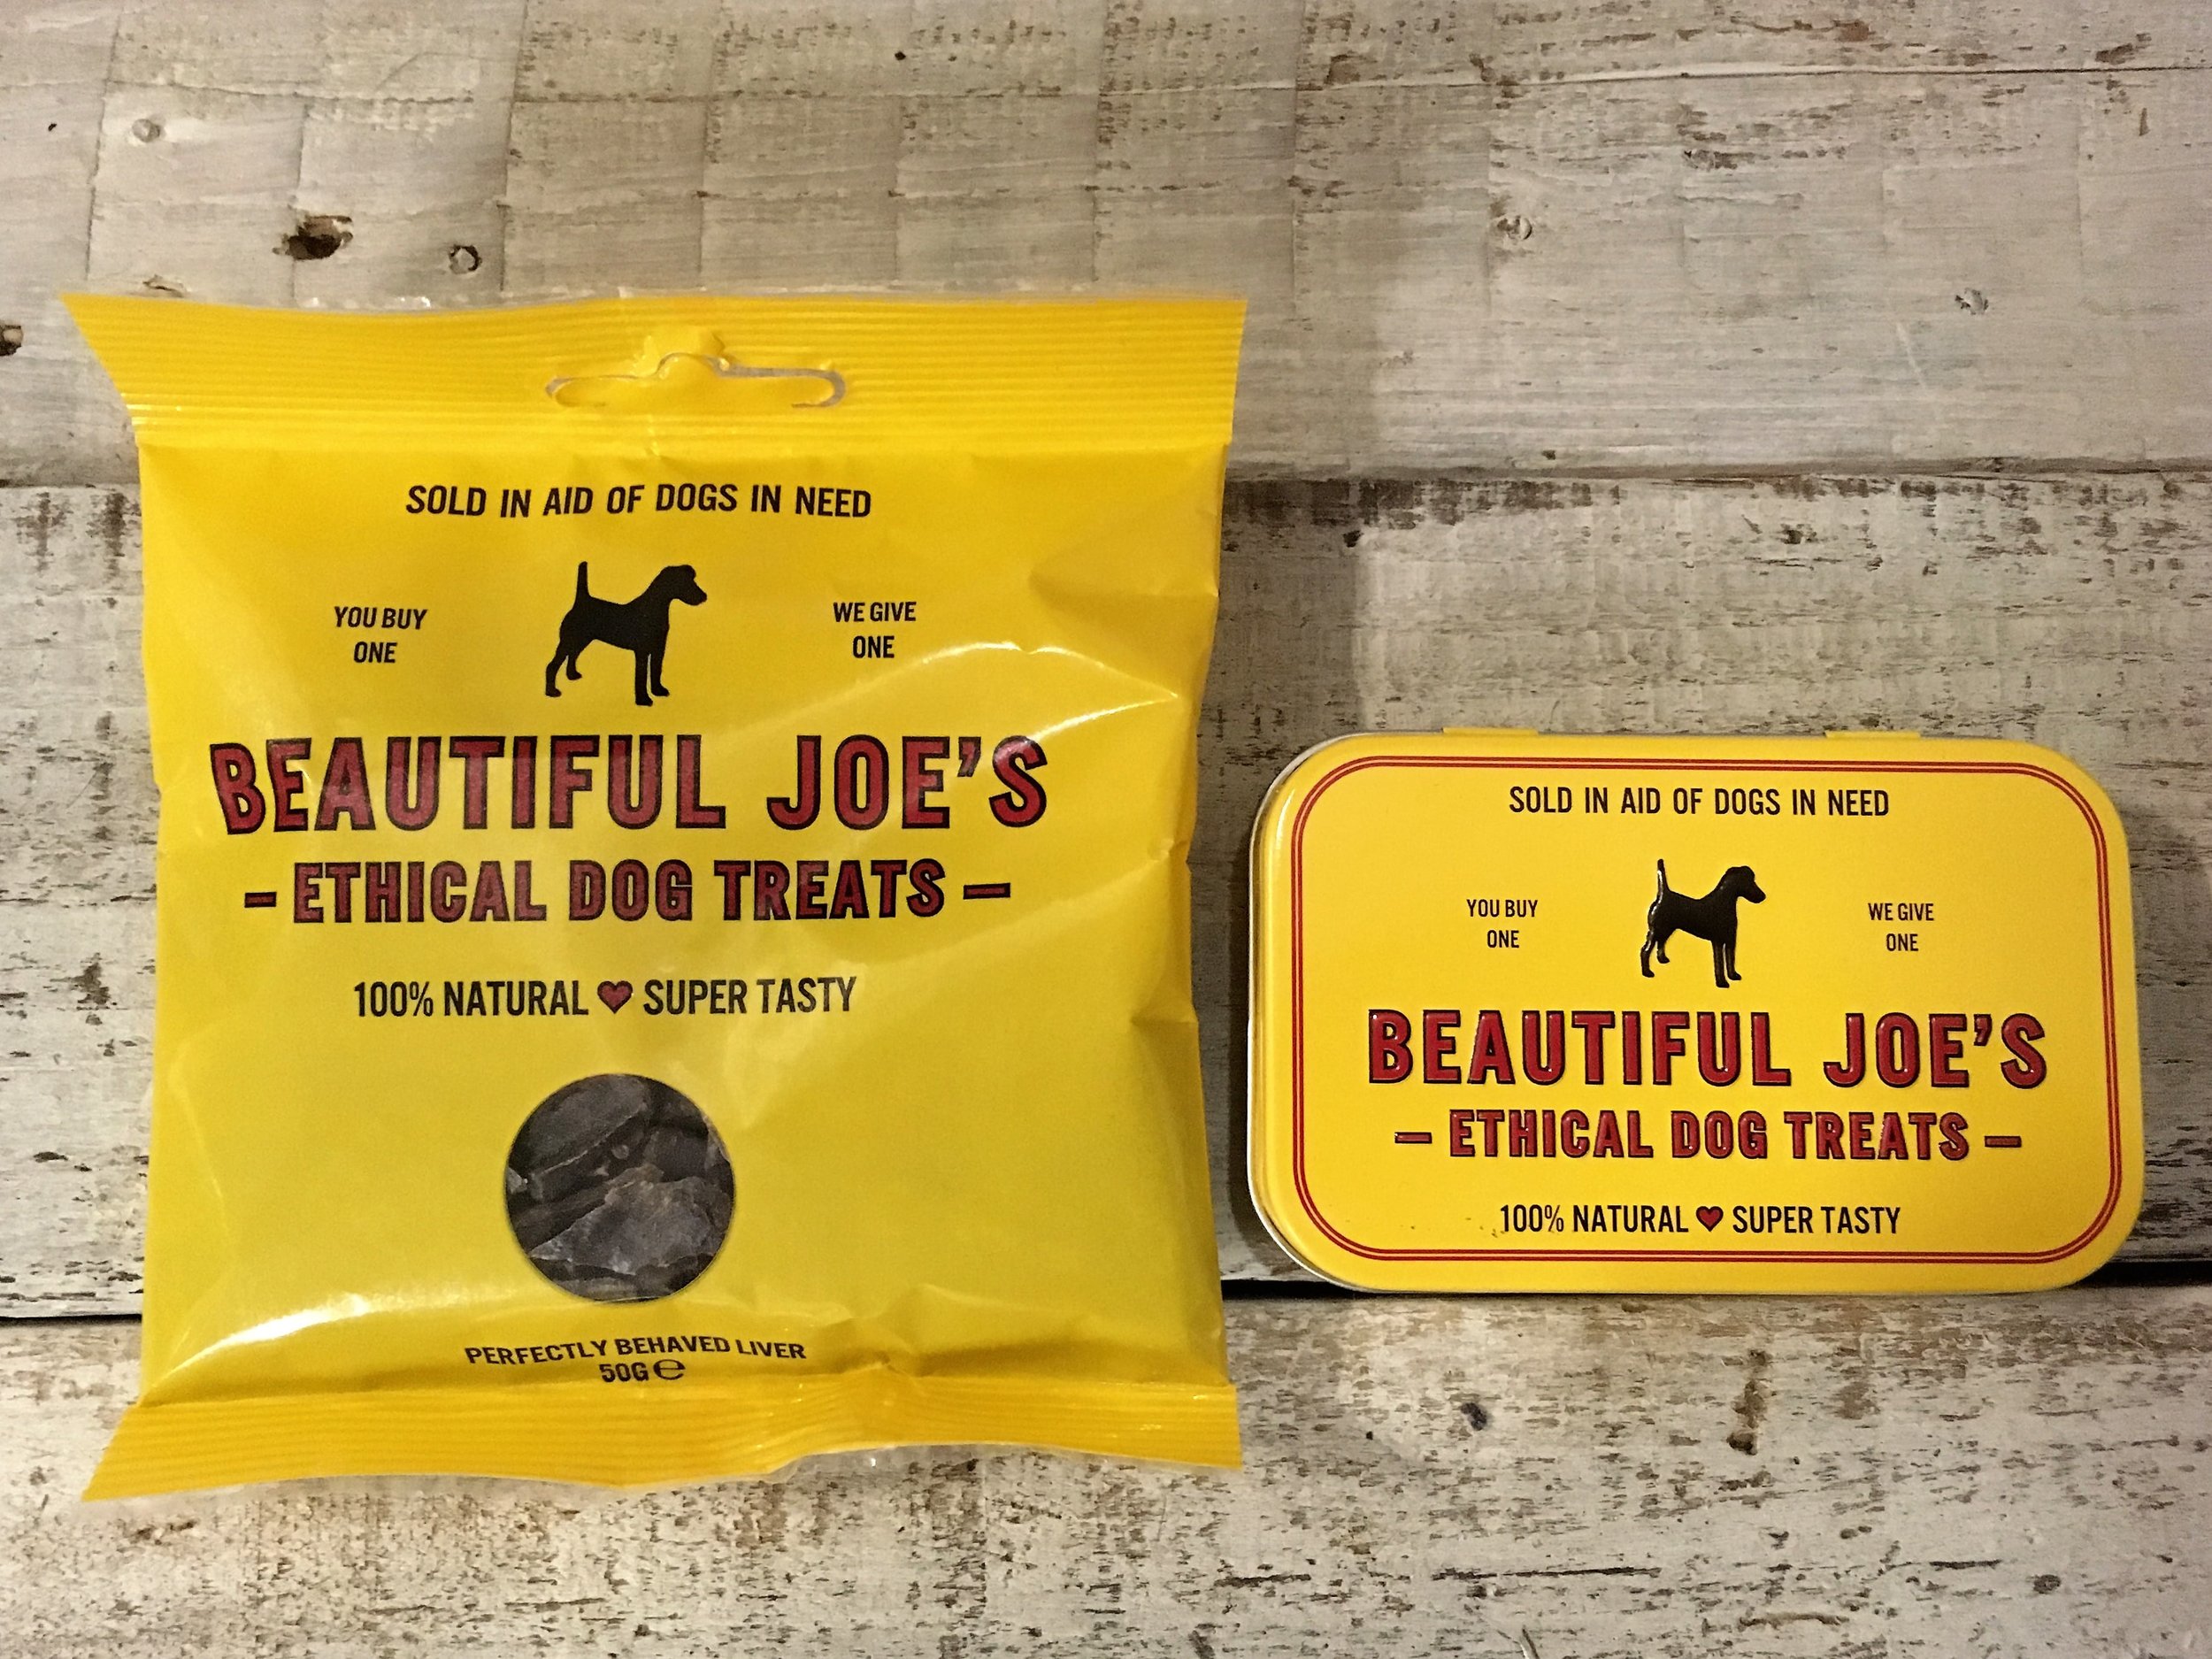 SOLD IN AID OF DOGS IN NEED
YOU BUY
ONE
WE GIVE
ONE
BEAUTIFUL JOE'S
– ETHICAL DOG TREATS –
100% NATURAL ♥ SUPER TASTY
PERFECTLY BEHAVED LIVER
50G ℮
SOLD IN AID OF DOGS IN NEED
YOU BUY
ONE
WE GIVE
ONE
BEAUTIFUL JOE'S
– ETHICAL DOG TREATS –
100% NATURAL ♥ SUPER TASTY